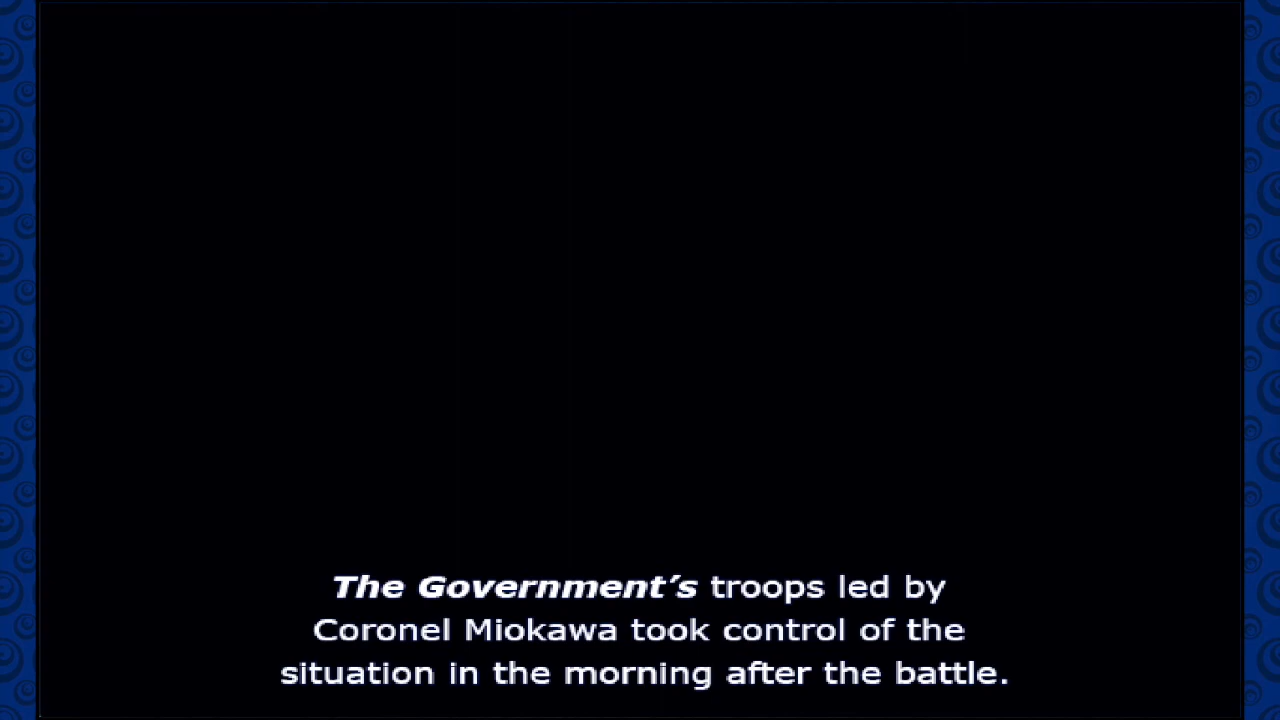 The Government’s troops led by
Coronel Miokawa took control of the
situation in the morning after the battle.